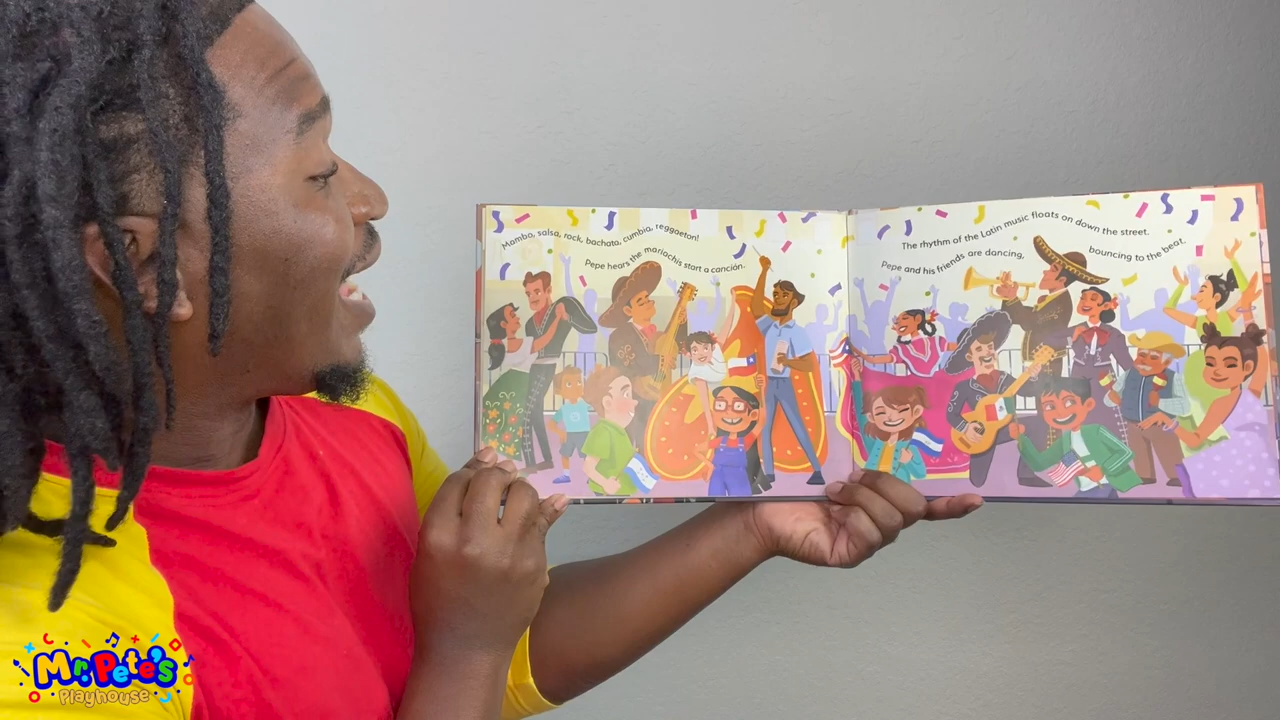 Mambo, salsa, rock, bachata, cumbia, reggaeton!
Pepe hears the mariachis start a canción.
The rhythm of the Latin music floats on down the street.
Pepe and his friends are dancing,
bouncing to the beat.
Mr. Pete's
Playhouse